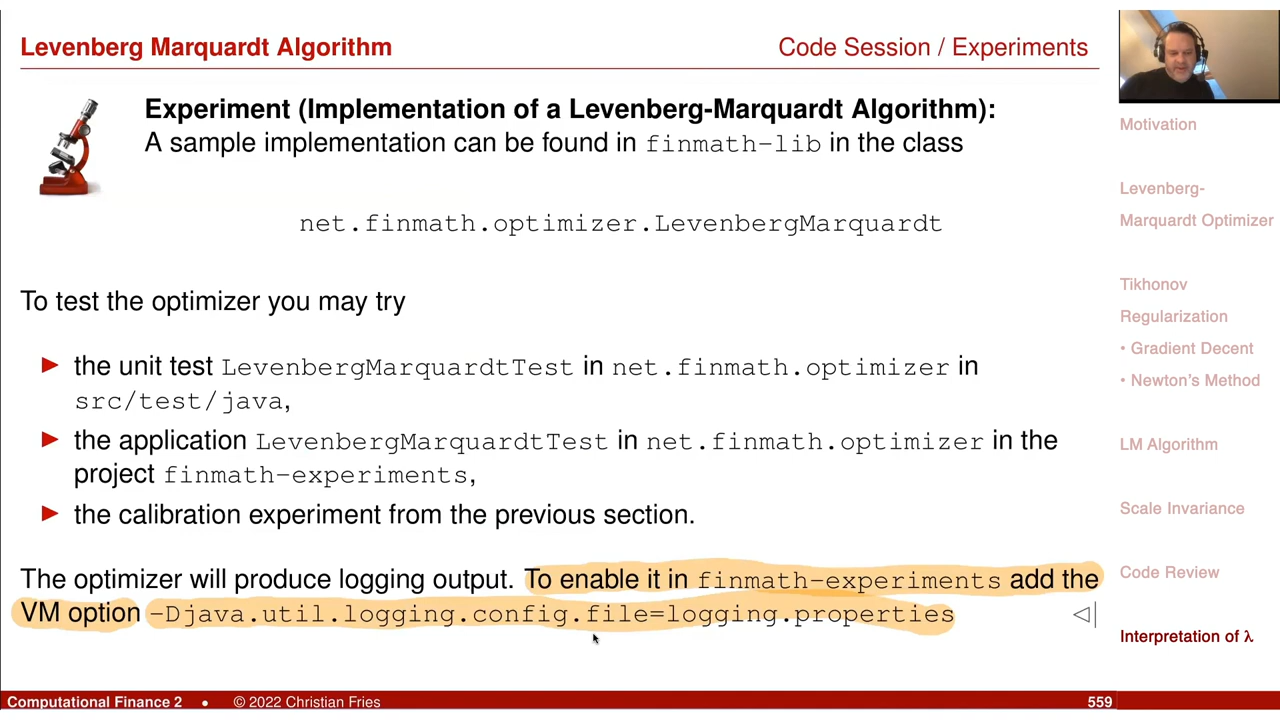 Levenberg Marquardt Algorithm
Code Session / Experiments
Experiment (Implementation of a Levenberg-Marquardt Algorithm):
A sample implementation can be found in finmath-lib in the class
net.finmath.optimizer.LevenbergMarquardt
To test the optimizer you may try
the unit test LevenbergMarquardtTest in net.finmath.optimizer in
src/test/java,
the application LevenbergMarquardtTest in net.finmath.optimizer in the
project finmath-experiments,
the calibration experiment from the previous section.
The optimizer will produce logging output. To enable it in finmath-experiments add the
VM option -Djava.util.logging.config.file=logging.properties
Motivation
Levenberg-
Marquardt Optimizer
Tikhonov
Regularization
• Gradient Decent
• Newton's Method
LM Algorithm
Scale Invariance
Code Review
Interpretation of λ
Computational Finance 2 • © 2022 Christian Fries
559